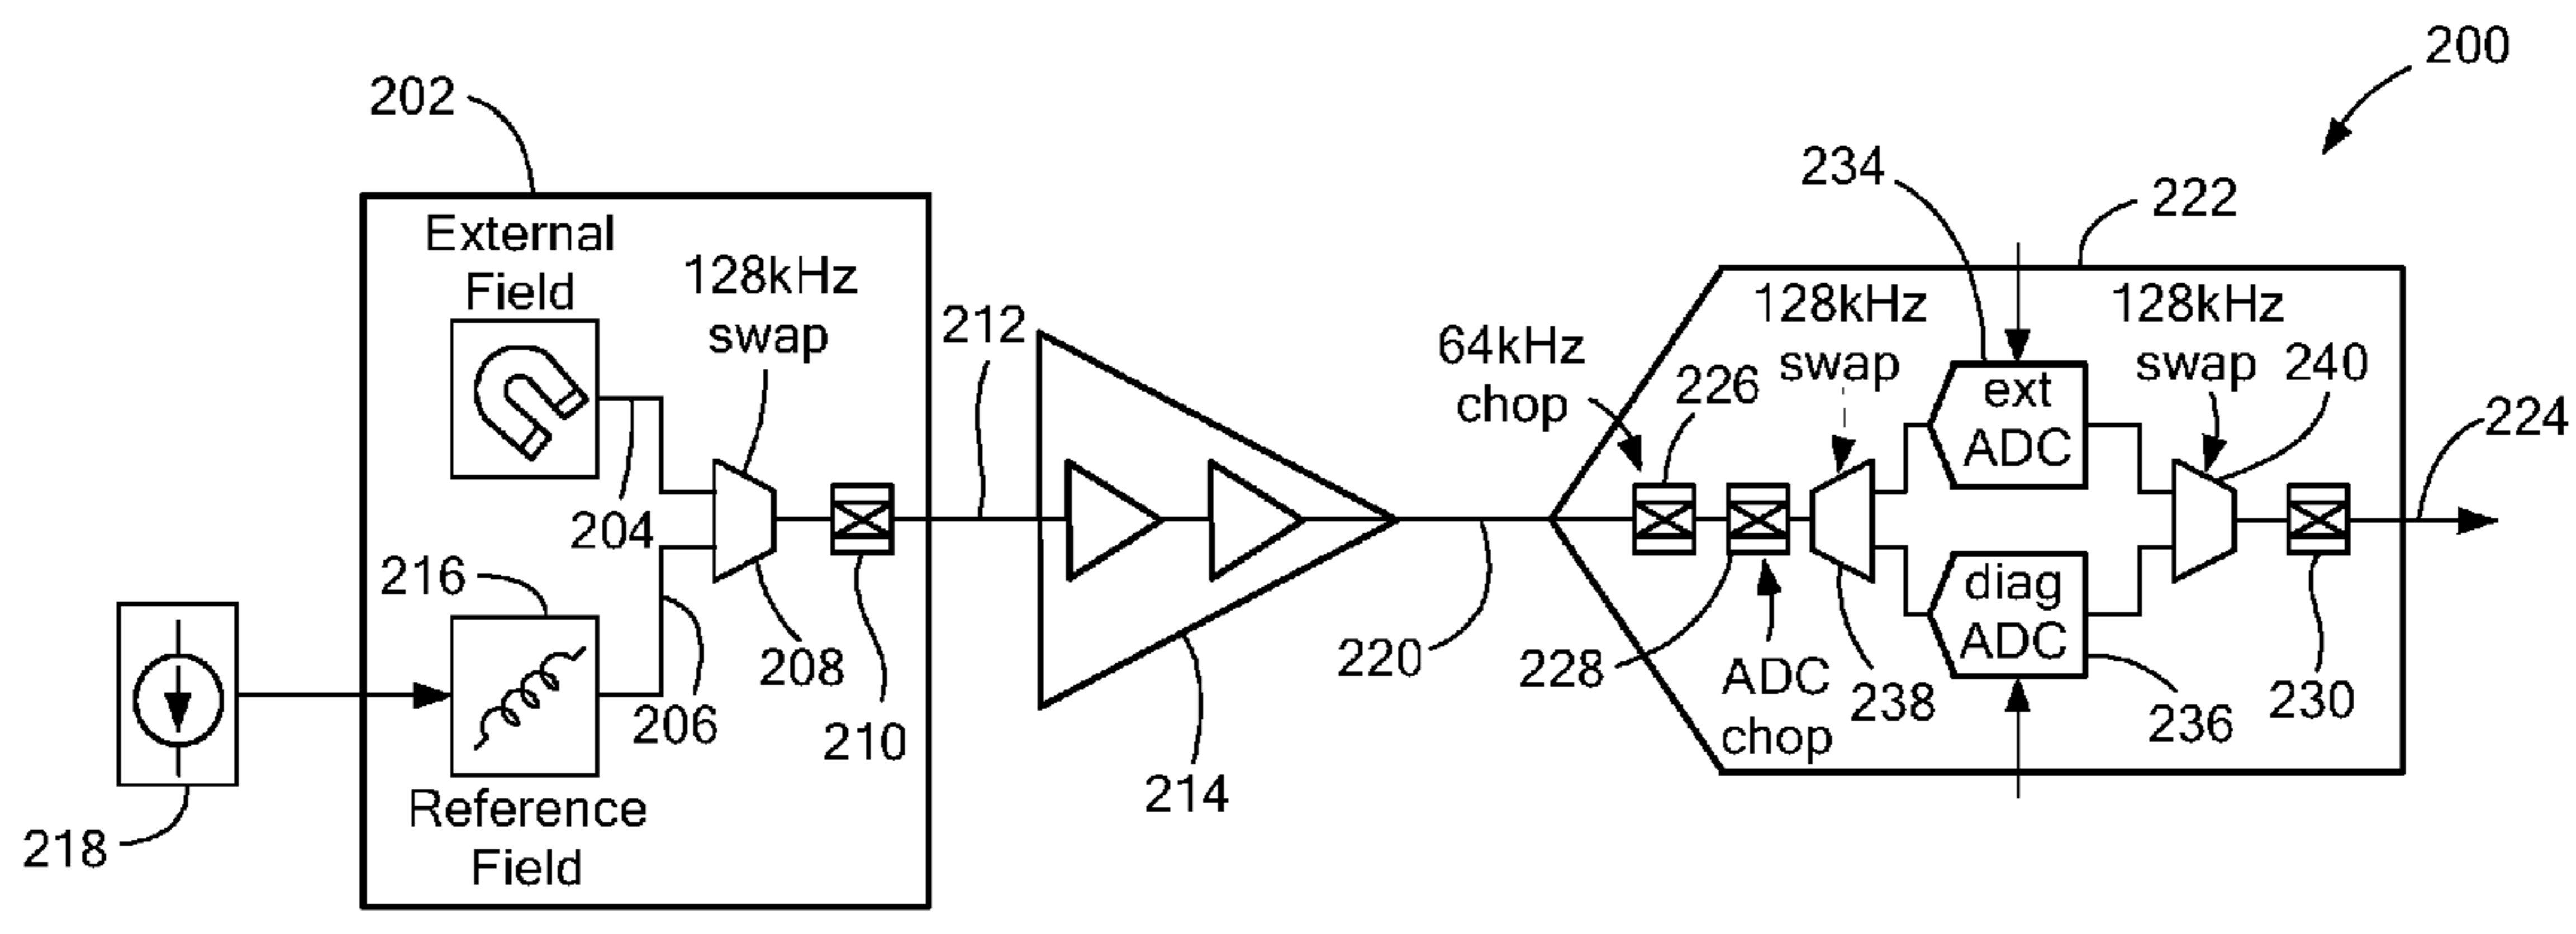 200
202
External
Field
128kHz
swap
204
216
206
208
210
Reference
Field
218
212
214
220
64kHz
chop
226
228
ADC
chop
128kHz
swap
238
234
ext
ADC
diag
ADC
236
128kHz
swap
240
222
224
230